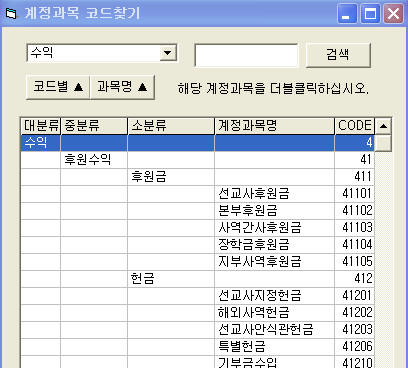 계정과목 코드찾기
수익 검색
코드별 ▲ 과목명 ▲ 해당 계정과목을 더블클릭하십시오.
대분류 중분류 소분류 계정과목명 CODE
수익 4
후원수익 41
후원금 411
선교사후원금 41101
본부후원금 41102
사역간사후원금 41103
장학금후원금 41104
지부사역후원금 41105
헌금 412
선교사지정헌금 41201
해외사역헌금 41202
선교사안식관헌금 41203
특별헌금 41206
기부금수입 41210